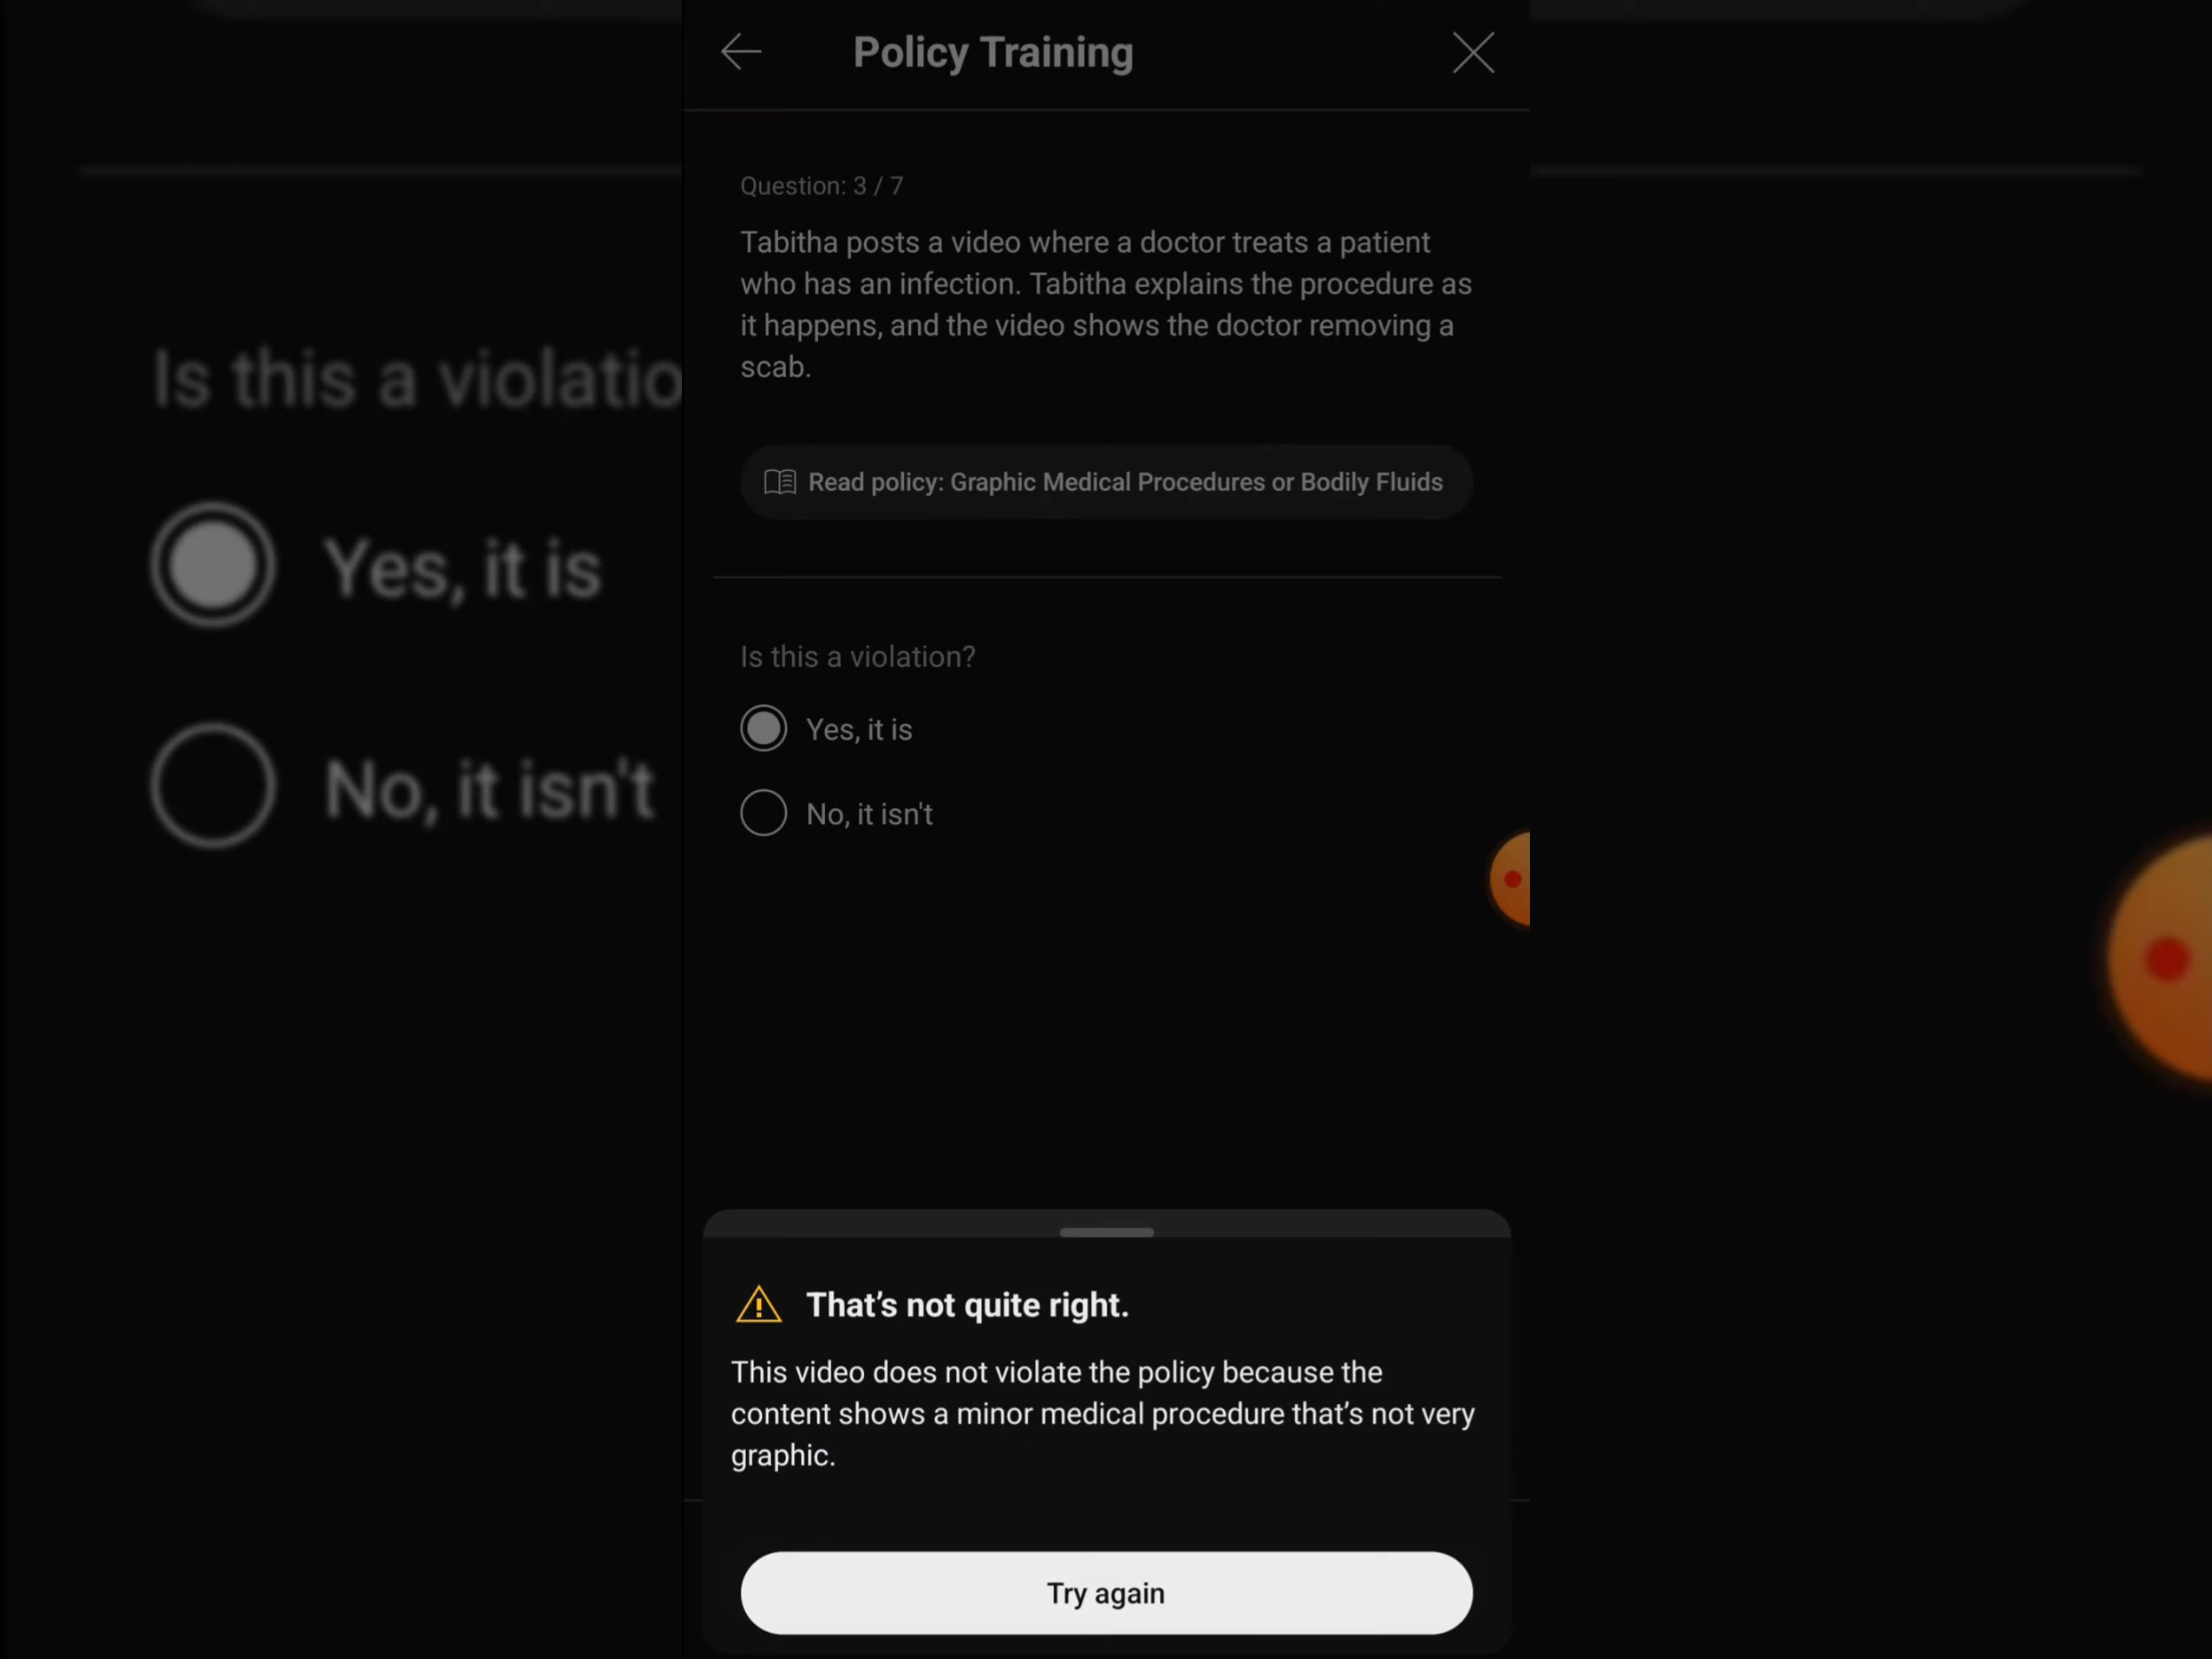 Policy Training
Question: 3 / 7
Tabitha posts a video where a doctor treats a patient
who has an infection. Tabitha explains the procedure as
it happens, and the video shows the doctor removing a
scab.
Read policy: Graphic Medical Procedures or Bodily Fluids
Is this a violatio
Yes, it is
No, it isn't
Is this a violation?
Yes, it is
No, it isn't
That’s not quite right.
This video does not violate the policy because the
content shows a minor medical procedure that’s not very
graphic.
Try again